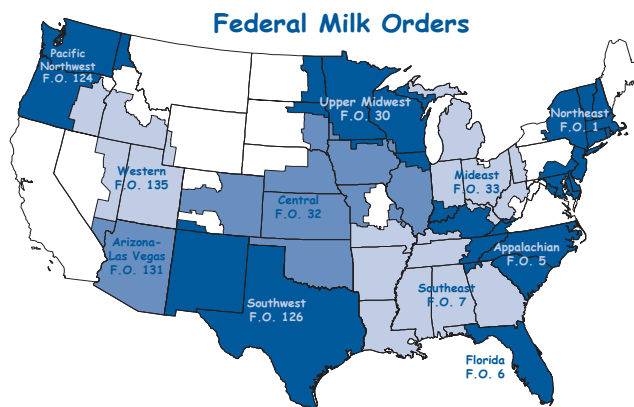 Federal Milk Orders
Pacific
Northwest
F.O. 124
Upper Midwest
F.O. 30
Northeast
F.O. 1
Western
F.O. 135
Mideast
F.O. 33
Central
F.O. 32
Arizona-
Las Vegas
F.O. 131
Appalachian
F.O. 5
Southeast
F.O. 7
Southwest
F.O. 126
Florida
F.O. 6